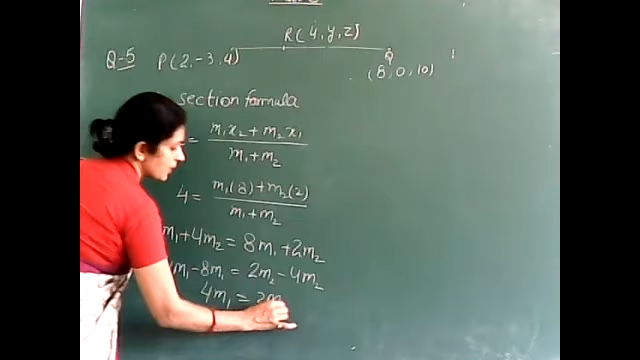 R(4, y, z)
Q-5 P(2, -3, 4)
Q
(8, 0, 10)
section formula
= m₁x₂ + m₂x₁ / m₁ + m₂
4 = m₁(8) + m₂(2) / m₁ + m₂
m₁ + 4m₂ = 8m₁ + 2m₂
m₁ - 8m₁ = 2m₂ - 4m₂
4m₁ = 2m